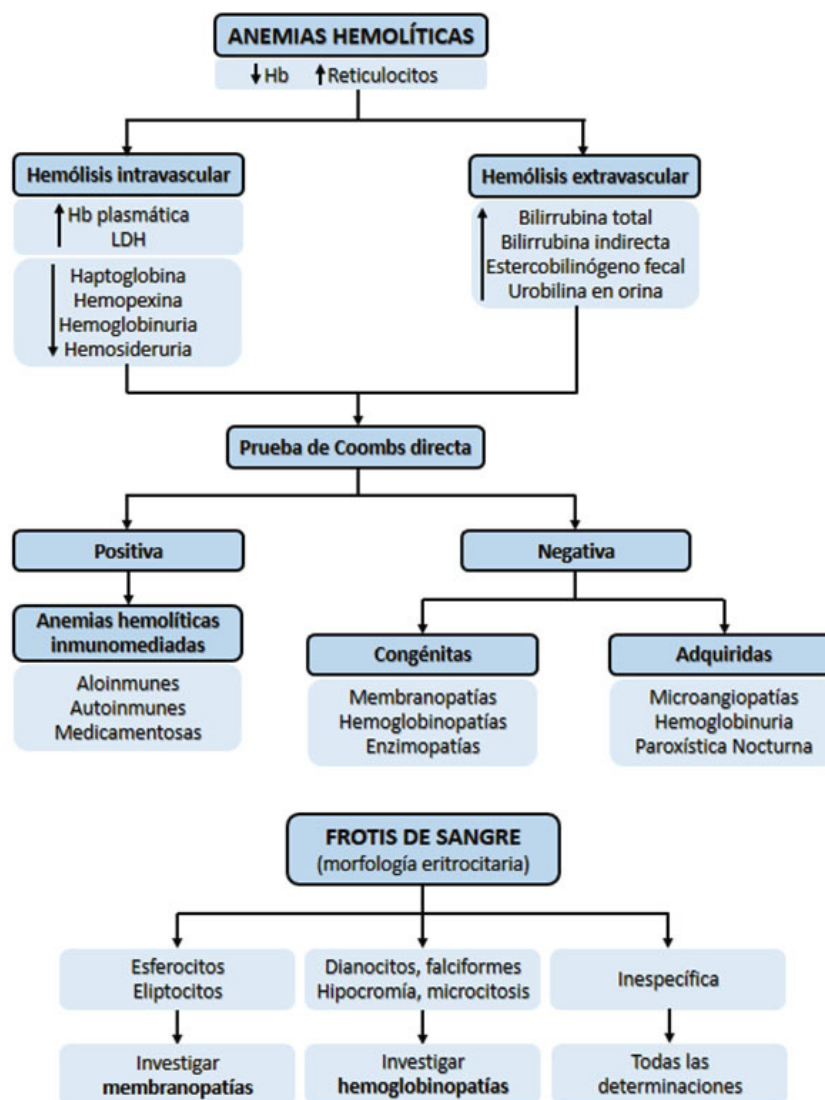 ANEMIAS HEMOLÍTICAS
Hb Reticulocitos
Hemólisis intravascular
Hb plasmática
LDH
Haptoglobina
Hemopexina
Hemoglobinuria
Hemosideruria
Hemólisis extravascular
Bilirrubina total
Bilirrubina indirecta
Estercobilinógeno fecal
Urobilina en orina
Prueba de Coombs directa
Positiva
Anemias hemolíticas
inmunomediadas
Aloinmunes
Autoinmunes
Medicamentosas
Negativa
Congénitas
Membranopatías
Hemoglobinopatías
Enzimopatías
Adquiridas
Microangiopatías
Hemoglobinuria
Paroxística Nocturna
FROTIS DE SANGRE
(morfología eritrocitaria)
Esferocitos
Eliptocitos
Investigar
membranopatías
Dianocitos, falciformes
Hipocromía, microcitosis
Investigar
hemoglobinopatías
Inespecífica
Todas las
determinaciones